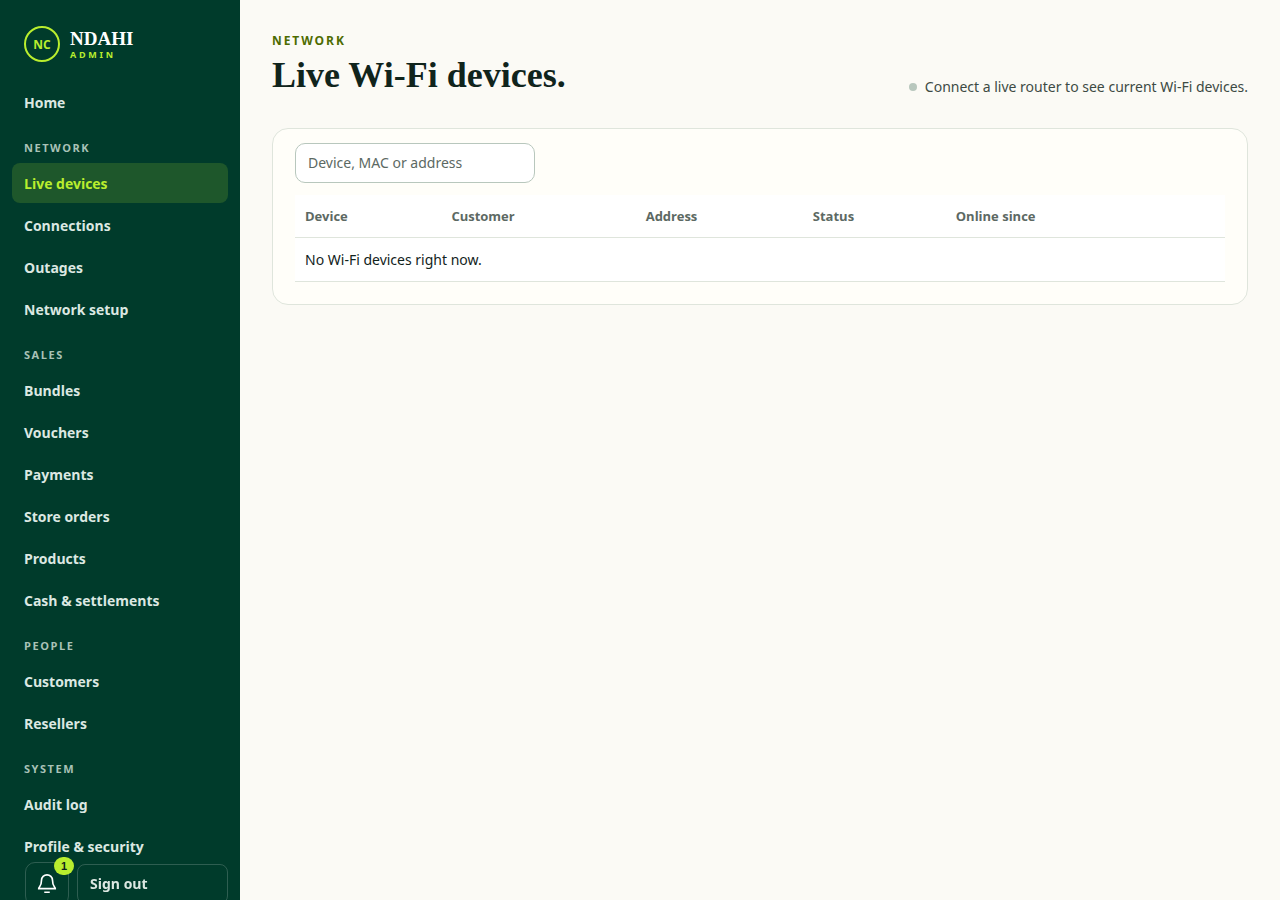 NC
NDAHI
ADMIN
Home
NETWORK
Live devices
Connections
Outages
Network setup
SALES
Bundles
Vouchers
Payments
Store orders
Products
Cash & settlements
PEOPLE
Customers
Resellers
SYSTEM
Audit log
Profile & security
1
Sign out
NETWORK
Live Wi-Fi devices.
Connect a live router to see current Wi-Fi devices.
Device, MAC or address
Device Customer Address Status Online since
No Wi-Fi devices right now.